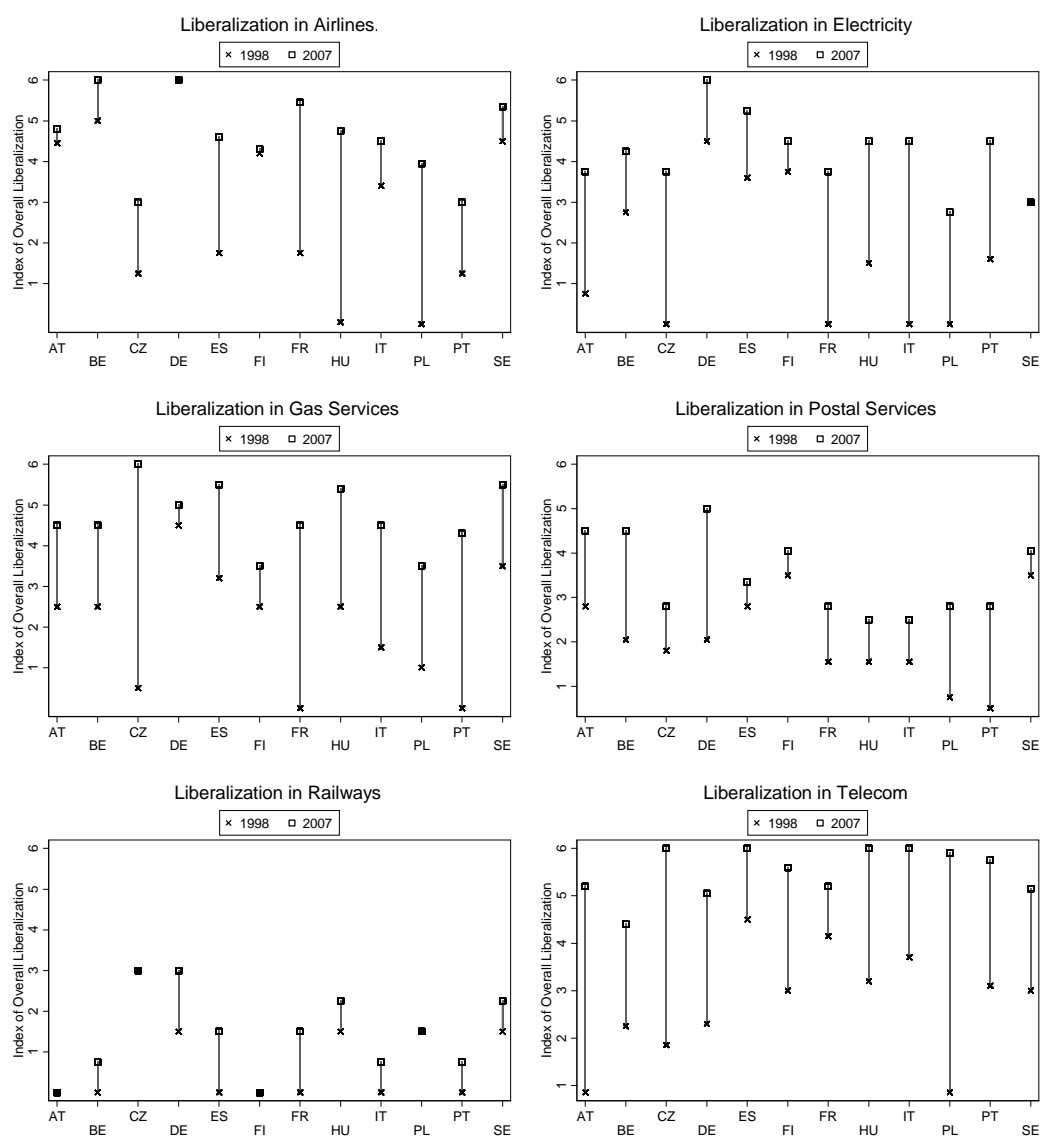 Liberalization in Airlines.
× 1998 □ 2007
Index of Overall Liberalization
6
5
4
3
2
1
AT BE CZ DE ES FI FR HU IT PL PT SE
Liberalization in Electricity
× 1998 □ 2007
Index of Overall Liberalization
6
5
4
3
2
1
AT BE CZ DE ES FI FR HU IT PL PT SE
Liberalization in Gas Services
× 1998 □ 2007
Index of Overall Liberalization
6
5
4
3
2
1
AT BE CZ DE ES FI FR HU IT PL PT SE
Liberalization in Postal Services
× 1998 □ 2007
Index of Overall Liberalization
6
5
4
3
2
1
AT BE CZ DE ES FI FR HU IT PL PT SE
Liberalization in Railways
× 1998 □ 2007
Index of Overall Liberalization
6
5
4
3
2
1
AT BE CZ DE ES FI FR HU IT PL PT SE
Liberalization in Telecom
× 1998 □ 2007
Index of Overall Liberalization
6
5
4
3
2
1
AT BE CZ DE ES FI FR HU IT PL PT SE